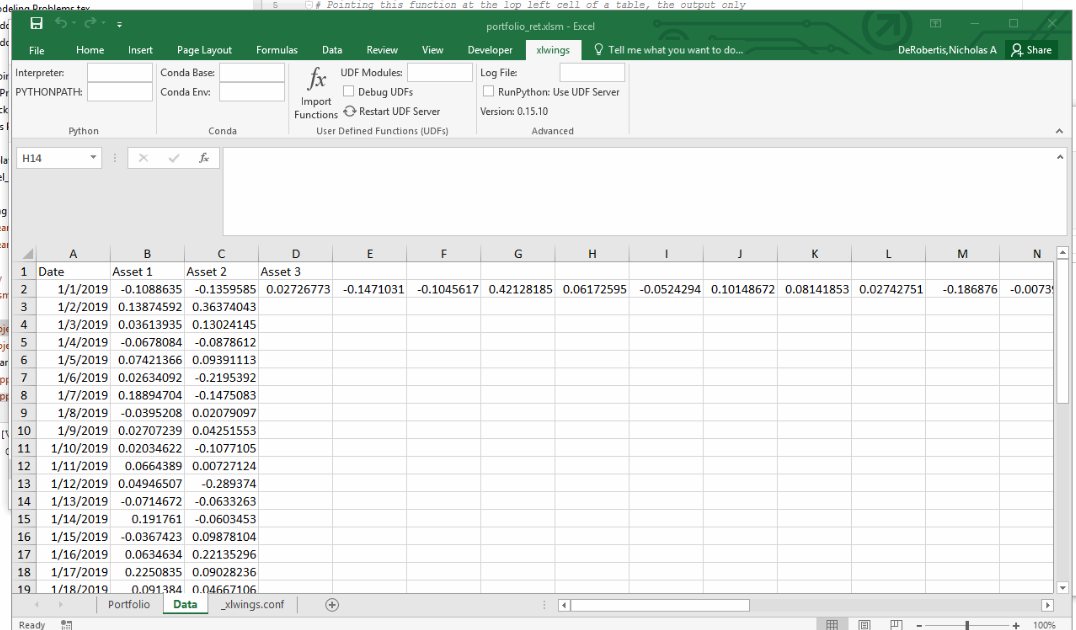 deling Problems.tex
5 # Pointing this function at the lop left cell of a table, the output only
portfolio_ret.xlsm - Excel
File Home Insert Page Layout Formulas Data Review View Developer xlwings Tell me what you want to do... DeRobertis,Nicholas A Share
Interpreter: Conda Base: fx UDF Modules: Log File:
PYTHONPATH: Conda Env: Import Functions Debug UDFs RunPython: Use UDF Server
Restart UDF Server Version: 0.15.10
Python Conda User Defined Functions (UDFs) Advanced
H14 fx
A B C D E F G H I J K L M N
1 Date Asset 1 Asset 2 Asset 3
2 1/1/2019 -0.1088635 -0.1359585 0.02726773 -0.1471031 -0.1045617 0.42128185 0.06172595 -0.0524294 0.10148672 0.08141853 0.02742751 -0.186876 -0.0073
3 1/2/2019 0.13874592 0.36374043
4 1/3/2019 0.03613935 0.13024145
5 1/4/2019 -0.0678084 -0.0878612
6 1/5/2019 0.07421366 0.09391113
7 1/6/2019 0.02634092 -0.2195392
8 1/7/2019 0.18894704 -0.1475083
9 1/8/2019 -0.0395208 0.02079097
10 1/9/2019 0.02707239 0.04251553
11 1/10/2019 0.02034622 -0.1077105
12 1/11/2019 0.0664389 0.00727124
13 1/12/2019 0.04946507 -0.289374
14 1/13/2019 -0.0714672 -0.0633263
15 1/14/2019 0.191761 -0.0603453
16 1/15/2019 -0.0367423 0.09878104
17 1/16/2019 0.0634634 0.22135296
18 1/17/2019 0.2250835 0.09028236
19 1/18/2019 0.091384 0.04667106
Portfolio Data _xlwings.conf
Ready 100%